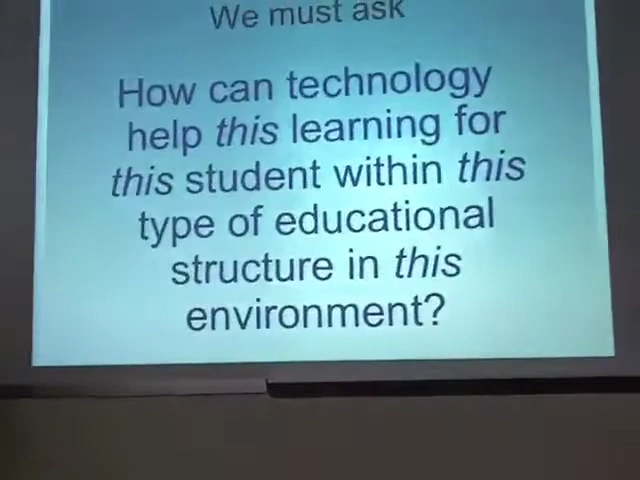 We must ask
How can technology
help this learning for
this student within this
type of educational
structure in this
environment?